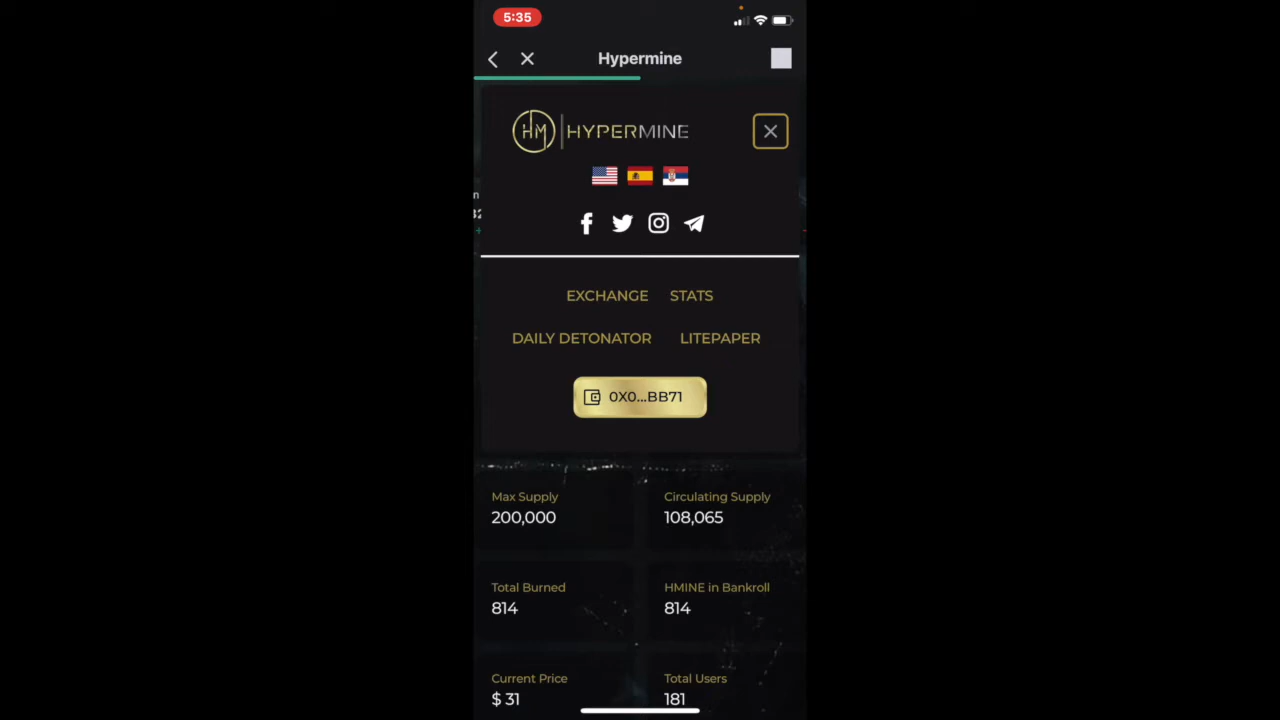 5:35
Hypermine
HM HYPERMINE
EXCHANGE STATS
DAILY DETONATOR LITEPAPER
0X0...BB71
Max Supply Circulating Supply
200,000 108,065
Total Burned HMINE in Bankroll
814 814
Current Price Total Users
$ 31 181